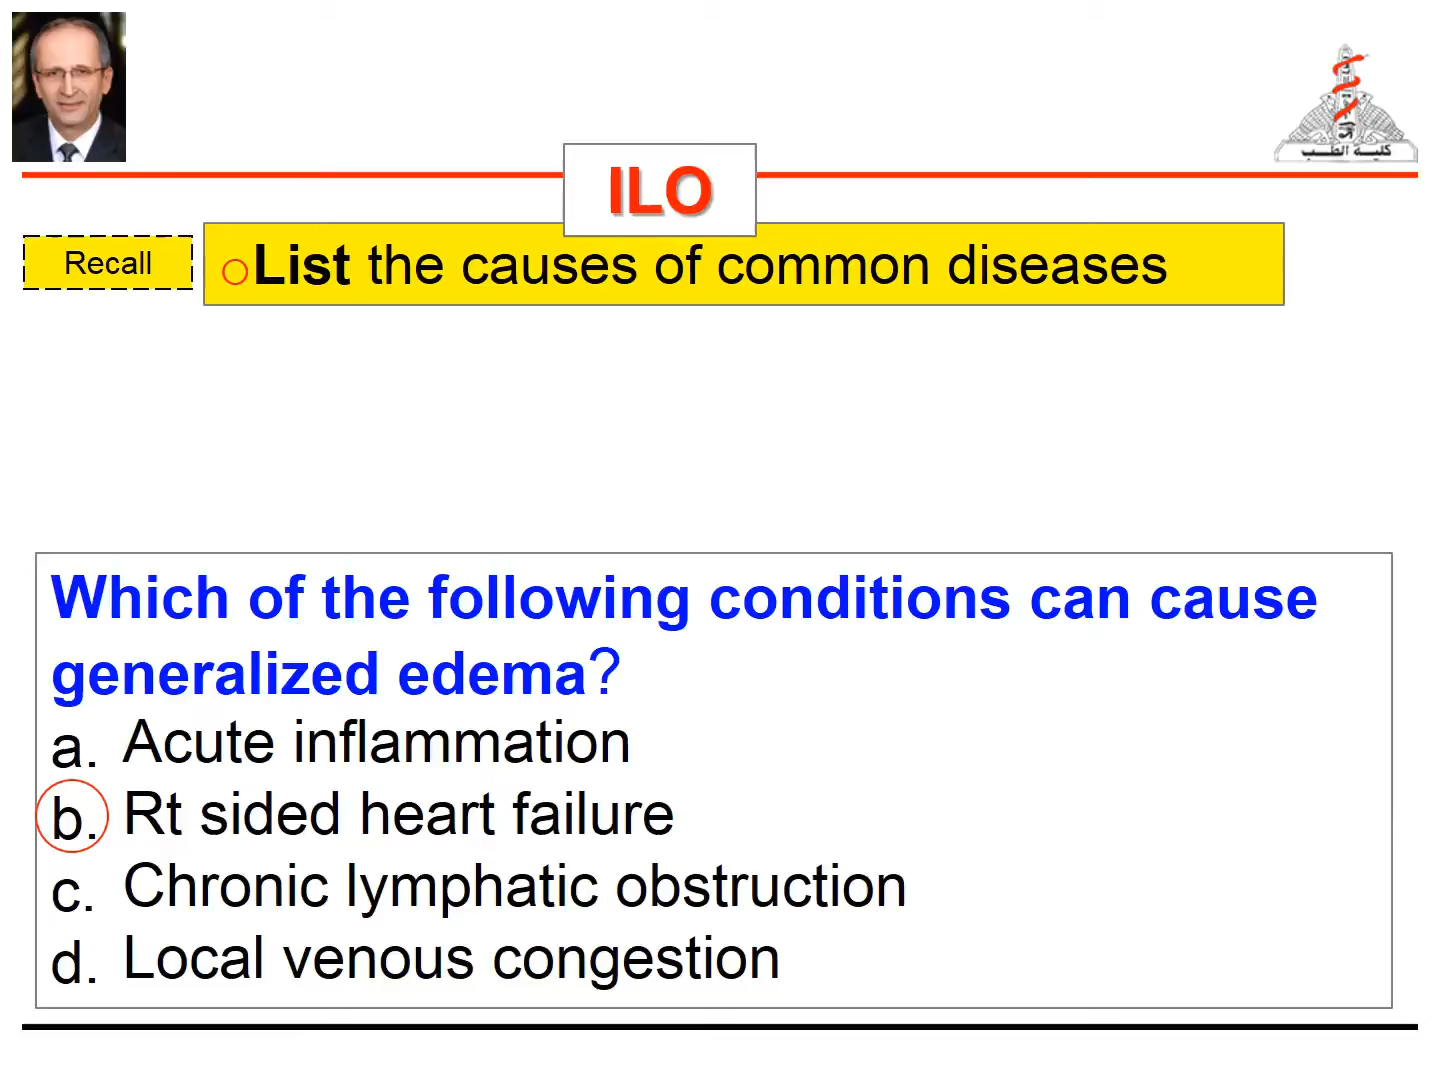 كلية الطب
ILO
Recall
List the causes of common diseases
Which of the following conditions can cause
generalized edema?
a. Acute inflammation
b. Rt sided heart failure
c. Chronic lymphatic obstruction
d. Local venous congestion